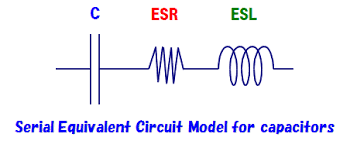 C ESR ESL
Serial Equivalent Circuit Model for capacitors